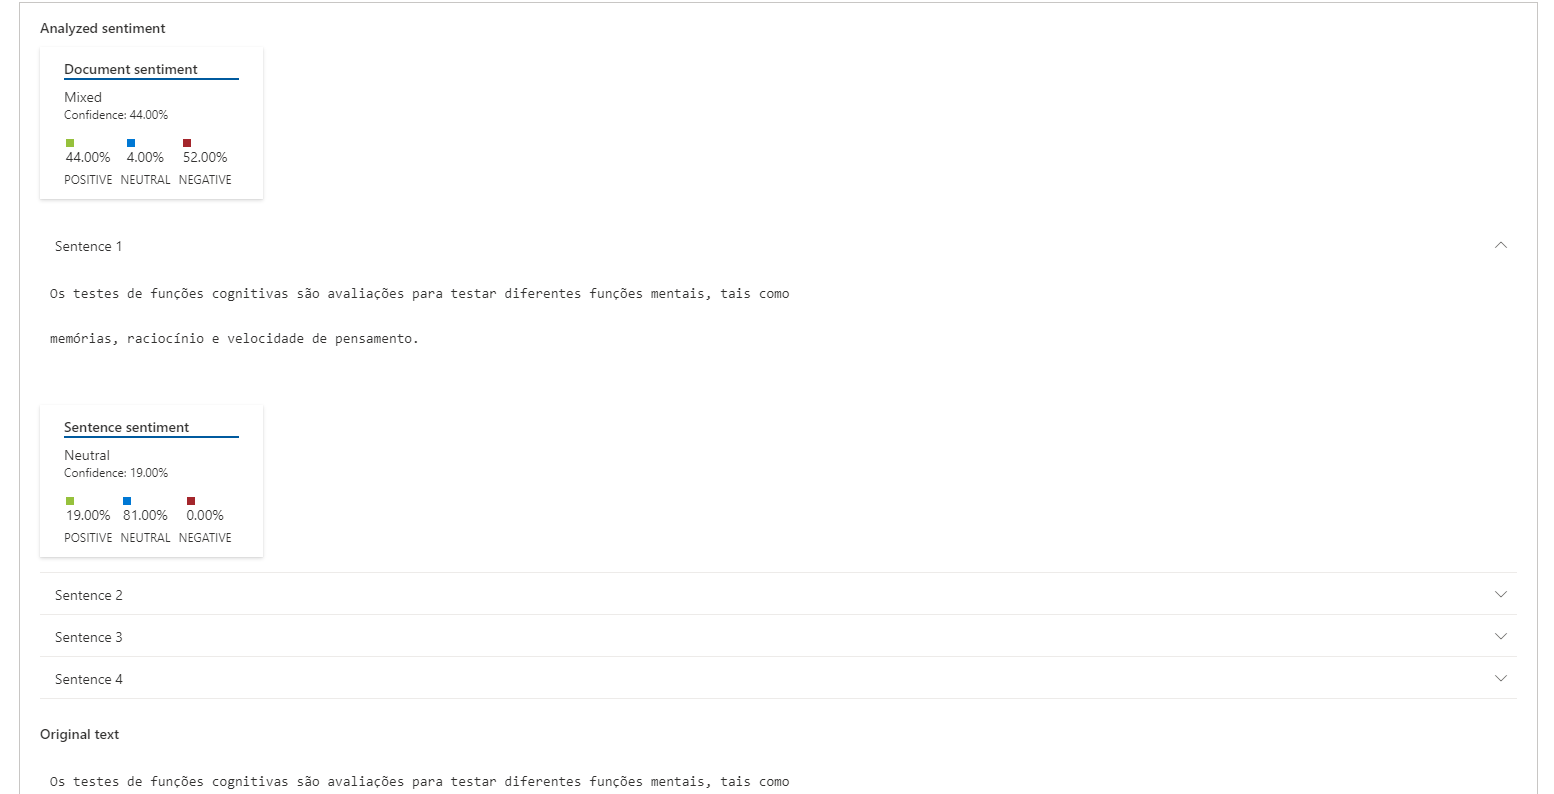 Analyzed sentiment
Document sentiment
Mixed
Confidence: 44.00%
44.00% 4.00% 52.00%
POSITIVE NEUTRAL NEGATIVE
Sentence 1
Os testes de funções cognitivas são avaliações para testar diferentes funções mentais, tais como
memórias, raciocínio e velocidade de pensamento.
Sentence sentiment
Neutral
Confidence: 19.00%
19.00% 81.00% 0.00%
POSITIVE NEUTRAL NEGATIVE
Sentence 2
Sentence 3
Sentence 4
Original text
Os testes de funções cognitivas são avaliações para testar diferentes funções mentais, tais como